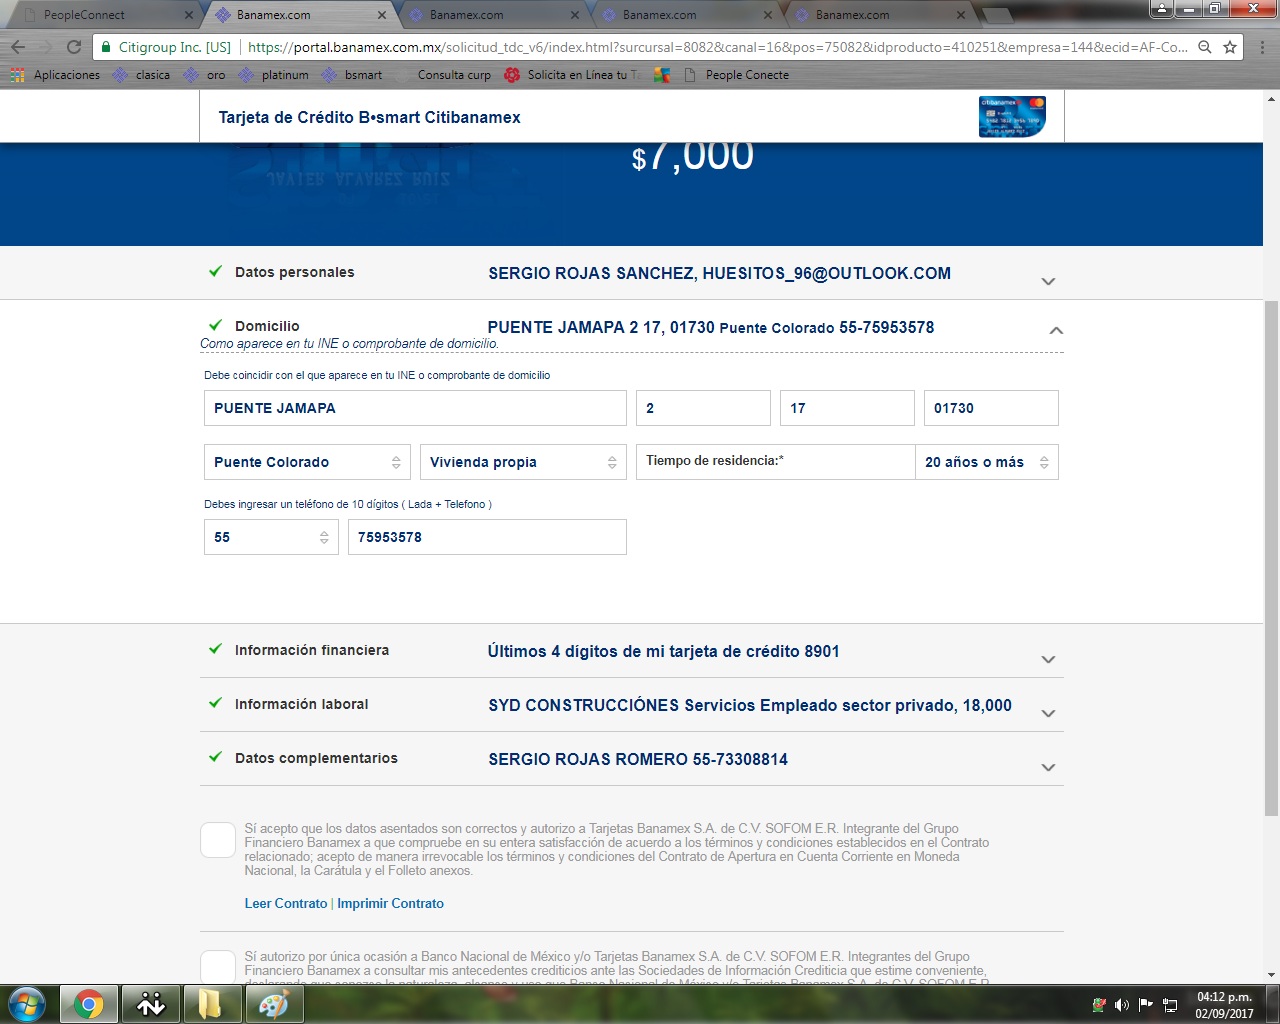 PeopleConnect
Banamex.com
Banamex.com
Banamex.com
Banamex.com
Citigroup Inc. [US] | https://portal.banamex.com.mx/solicitud_tdc_v6/index.html?sursursal=8082&canal=16&pos=75082&idproducto=410251&empresa=144&ecid=AF-Co...
Aplicaciones clasica oro platinum bsmart Consulta curp Solicita en Línea tu People Conecte
Tarjeta de Crédito B•smart Citibanamex
citibanamex
$7,000
JAVIER ALVAREZ RUIZ
Datos personales SERGIO ROJAS SANCHEZ, HUESITOS_96@OUTLOOK.COM
Domicilio PUENTE JAMAPA 2 17, 01730 Puente Colorado 55-75953578
Como aparece en tu INE o comprobante de domicilio.
Debe coincidir con el que aparece en tu INE o comprobante de domicilio
PUENTE JAMAPA 2 17 01730
Puente Colorado Vivienda propia Tiempo de residencia:* 20 años o más
Debes ingresar un teléfono de 10 dígitos ( Lada + Telefono )
55 75953578
Información financiera Últimos 4 dígitos de mi tarjeta de crédito 8901
Información laboral SYD CONSTRUCCIÓNES Servicios Empleado sector privado, 18,000
Datos complementarios SERGIO ROJAS ROMERO 55-73308814
Sí acepto que los datos asentados son correctos y autorizo a Tarjetas Banamex S.A. de C.V. SOFOM E.R. Integrante del Grupo
Financiero Banamex a que compruebe en su entera satisfacción de acuerdo a los términos y condiciones establecidos en el Contrato
relacionado; acepto de manera irrevocable los términos y condiciones del Contrato de Apertura en Cuenta Corriente en Moneda
Nacional, la Carátula y el Folleto anexos.
Leer Contrato | Imprimir Contrato
Sí autorizo por única ocasión a Banco Nacional de México y/o Tarjetas Banamex S.A. de C.V. SOFOM E.R. Integrantes del Grupo
Financiero Banamex a consultar mis antecedentes crediticios ante las Sociedades de Información Crediticia que estime conveniente,
04:12 p.m.
02/09/2017